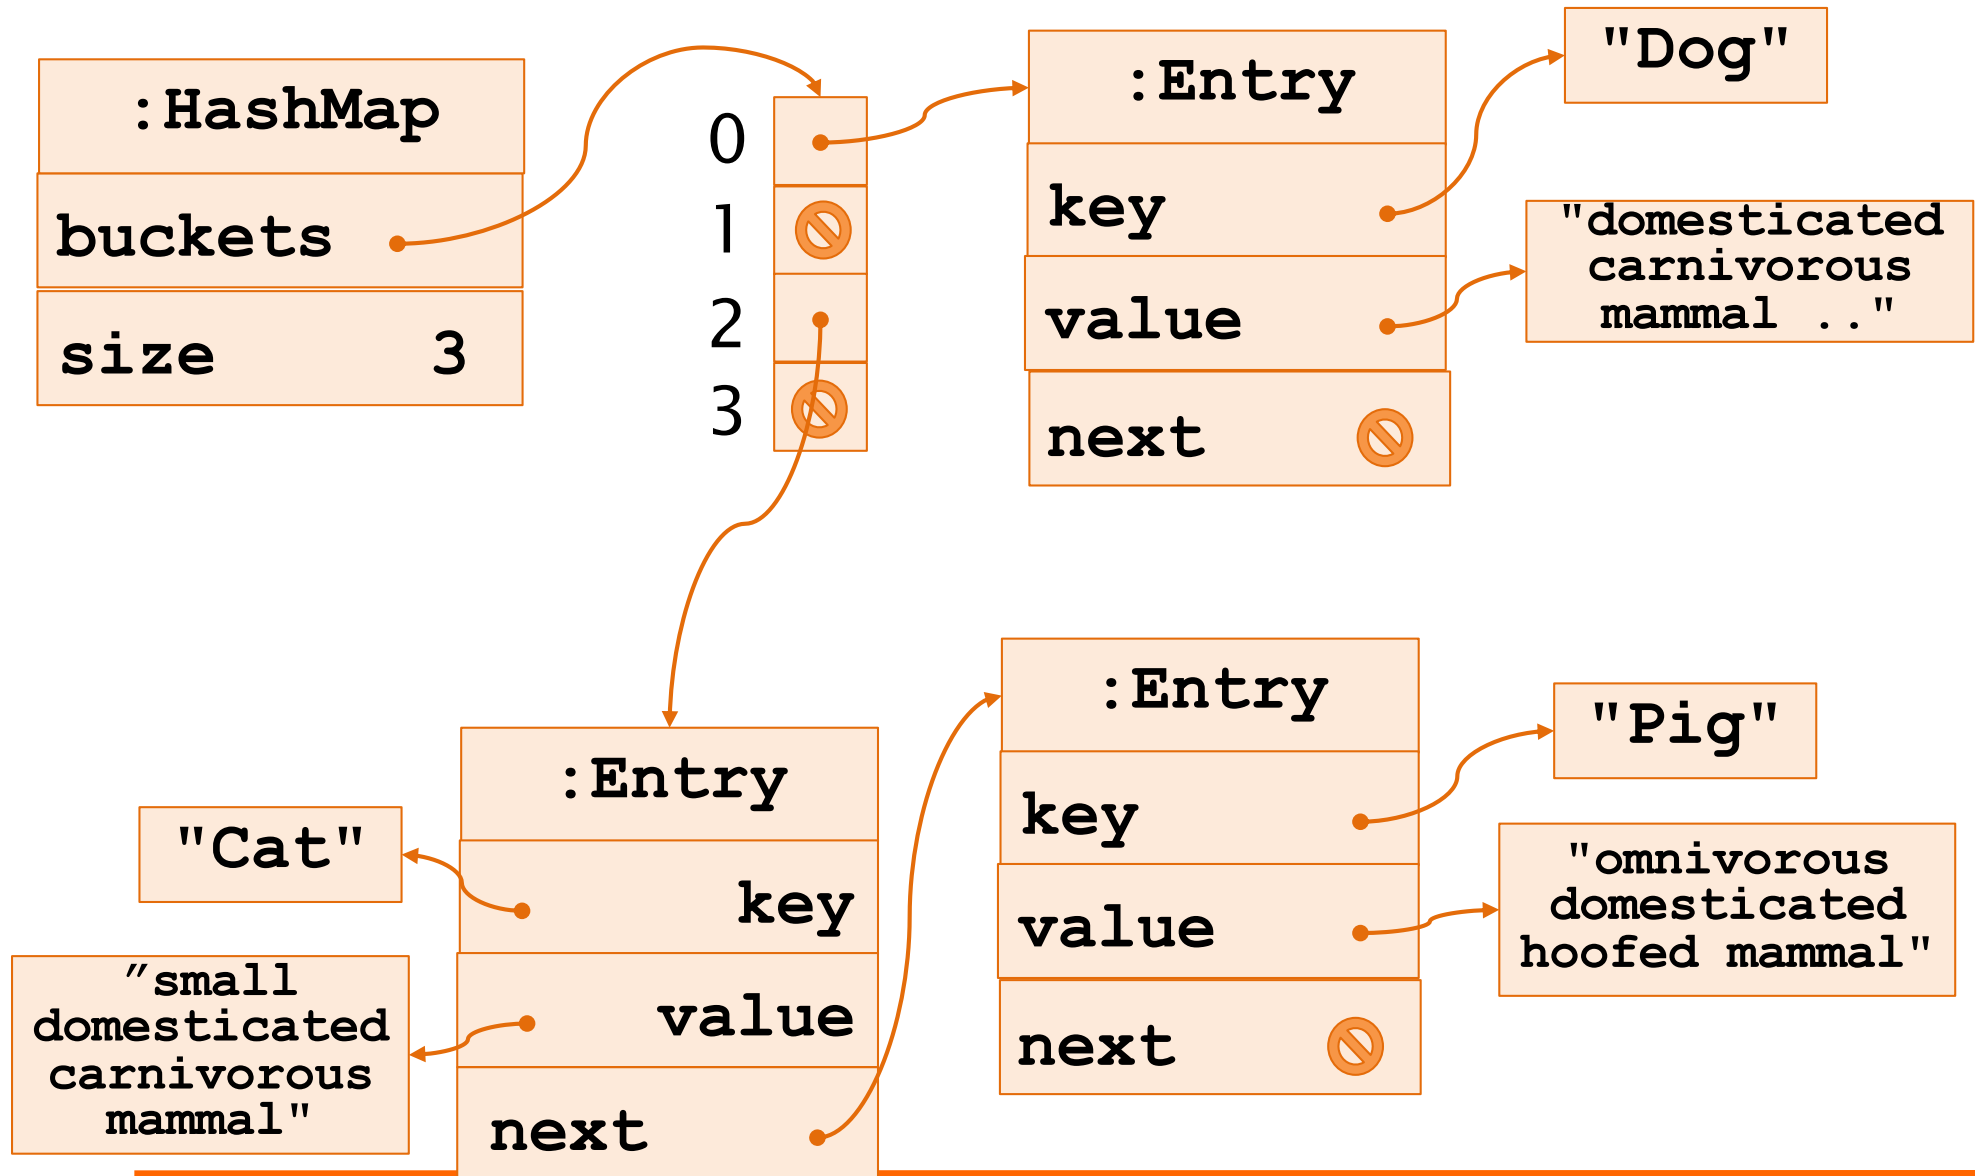 :HashMap
buckets
size 3
0
1
2
3
:Entry
key
value
next
"Dog"
"domesticated
carnivorous
mammal .."
:Entry
key
value
next
"Cat"
"small
domesticated
carnivorous
mammal"
:Entry
key
value
next
"Pig"
"omnivorous
domesticated
hoofed mammal"